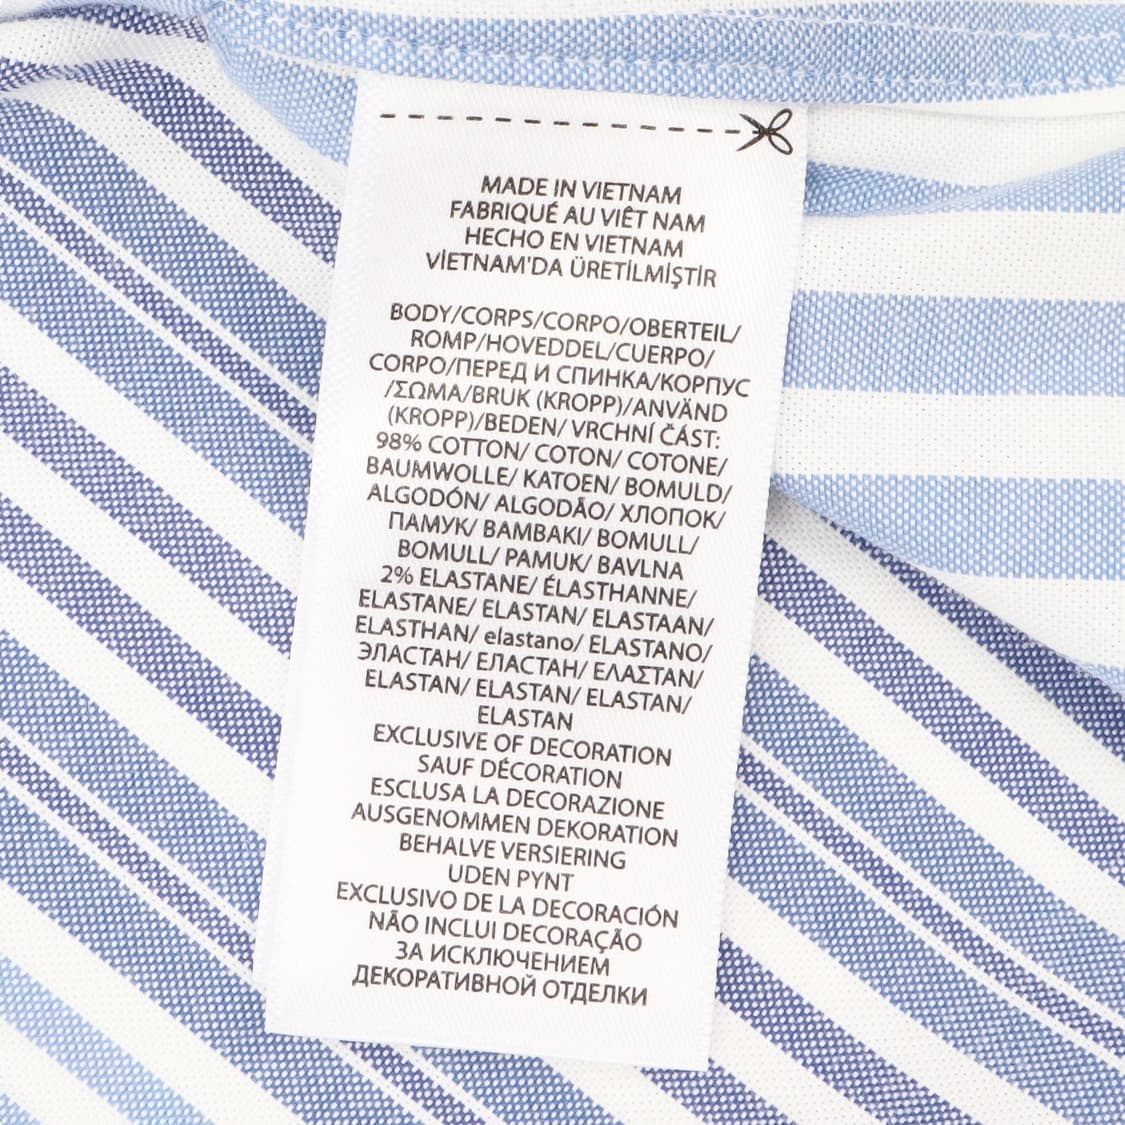 MADE IN VIETNAM
FABRIQUÉ AU VIÊT NAM
HECHO EN VIETNAM
VİETNAM'DA ÜRETİLMİŞTİR
BODY/CORPS/CORPO/OBERTEIL/
ROMP/HOVEDDEL/CUERPO/
CORPO/ПЕРЕД И СПИНКА/КОРПУС
/ΣΩΜΑ/BRUK (KROPP)/ANVÄND
(KROPP)/BEDEN/ VRCHNÍ ČÁST:
98% COTTON/ COTON/ COTONE/
BAUMWOLLE/ KATOEN/ BOMULD/
ALGODÓN/ ALGODÃO/ ХЛОПОК/
ПАМУК/ ΒΑΜΒΑΚΙ/ BOMULL/
BOMULL/ PAMUK/ BAVLNA
2% ELASTANE/ ÉLASTHANNE/
ELASTANE/ ELASTAN/ ELASTAAN/
ELASTHAN/ elastano/ ELASTANO/
ЭЛАСТАН/ ЕЛАСТАН/ ΕΛΑΣΤΑΝ/
ELASTAN/ ELASTAN/ ELASTAN/
ELASTAN
EXCLUSIVE OF DECORATION
SAUF DÉCORATION
ESCLUSA LA DECORAZIONE
AUSGENOMMEN DEKORATION
BEHALVE VERSIERING
UDEN PYNT
EXCLUSIVO DE LA DECORACIÓN
NÃO INCLUI DECORAÇÃO
ЗА ИСКЛЮЧЕНИЕМ
ДЕКОРАТИВНОЙ ОТДЕЛКИ